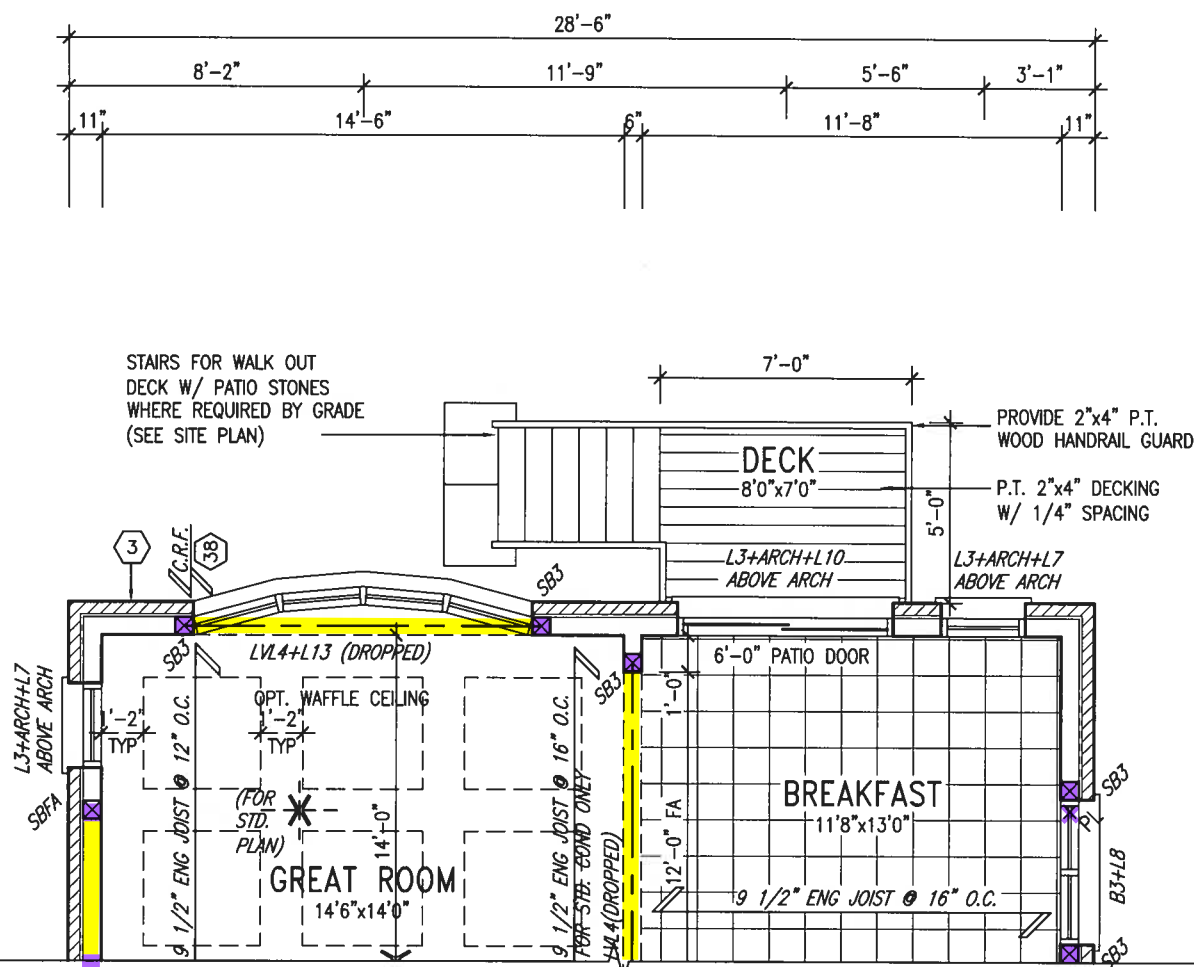 28'-6"
8'-2"
11'-9"
5'-6"
3'-1"
11"
14'-6"
6"
11'-8"
11"
STAIRS FOR WALK OUT
DECK W/ PATIO STONES
WHERE REQUIRED BY GRADE
(SEE SITE PLAN)
7'-0"
PROVIDE 2"x4" P.T.
WOOD HANDRAIL GUARD
DECK
8'0"x7'0"
P.T. 2"x4" DECKING
W/ 1/4" SPACING
5'-0"
3
C.R.F.
38
SB3
L3+ARCH+L10
ABOVE ARCH
L3+ARCH+L7
ABOVE ARCH
SB3
LVL4+L13 (DROPPED)
6'-0" PATIO DOOR
SB3
1'-0"
L3+ARCH+L7
ABOVE ARCH
OPT. WAFFLE CEILING
1'-2"
TYP
1'-2"
TYP
SBFA
9 1/2" ENG JOIST @ 12" O.C.
(FOR
STD.
PLAN)
14'-0"
GREAT ROOM
14'6"x14'0"
9 1/2" ENG JOIST @ 16" O.C.
FOR STD. COND ONLY
LVL4(DROPPED)
12'-0" FA
BREAKFAST
11'8"x13'0"
9 1/2" ENG JOIST @ 16" O.C.
SB3
PL
B3+L8
SB3